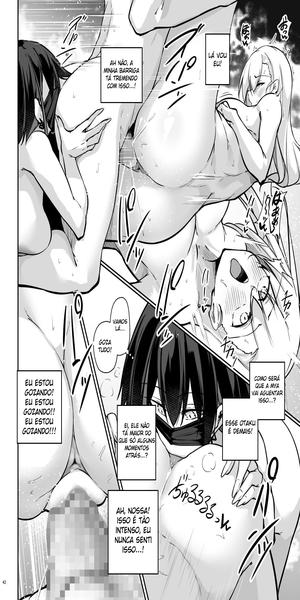 LÁ VOU
EU!
AH NÃO, A
MINHA BARRIGA
TÁ TREMENDO
COM ISSO...!
VAMOS
LÁ...
GOZA
TUDO!
COMO SERÁ
QUE A MYA
VAI AGUENTAR
ISSO...?
ESSE OTAKU
É DEMAIS!
EI, ELE NÃO
TÁ MAIOR DO
QUE SÓ ALGUNS
MOMENTOS
ATRÁS...?
EU ESTOU
GOZANDO!
EU ESTOU
GOZANDO!!
EU ESTOU
GOZANDO!!!
AH, NOSSA!
ISSO É TÃO
INTENSO, EU
NUNCA SENTI
ISSO...!
42